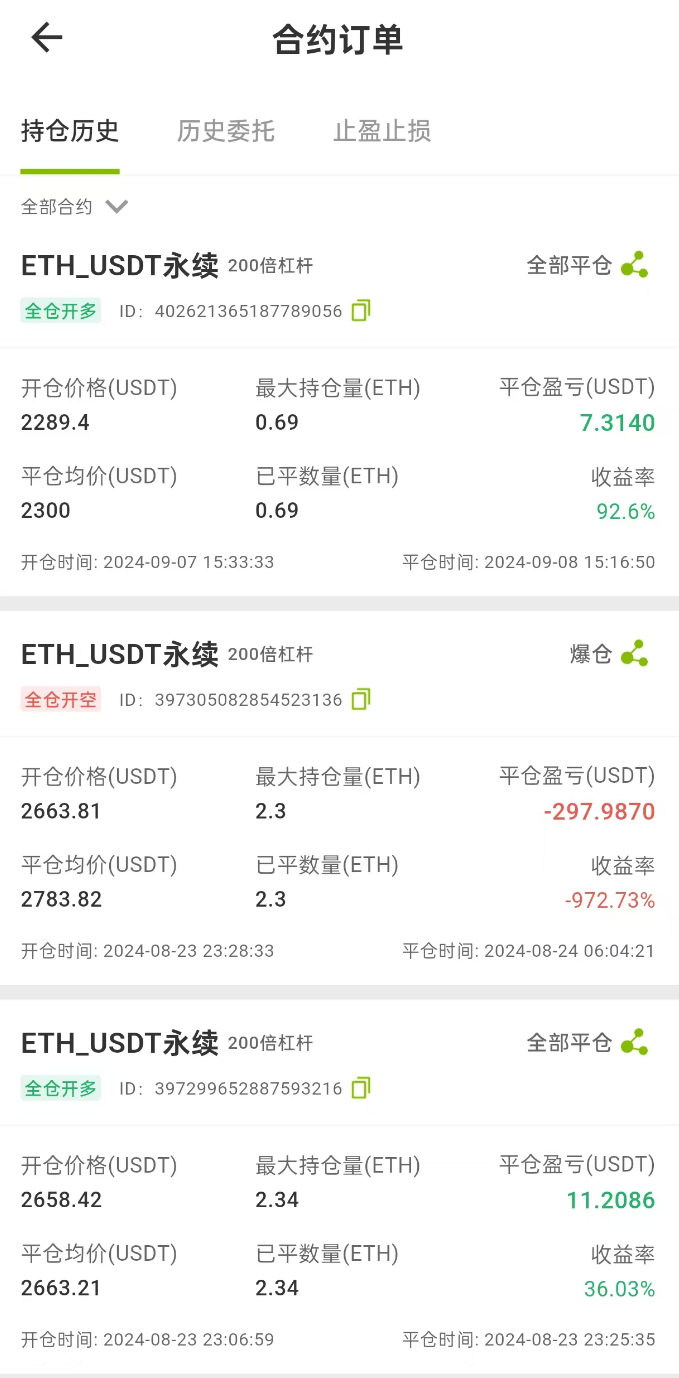 合约订单
持仓历史 历史委托 止盈止损
全部合约
ETH_USDT永续 200倍杠杆 全部平仓
全仓开多 ID: 402621365187789056
开仓价格(USDT) 最大持仓量(ETH) 平仓盈亏(USDT)
2289.4 0.69 7.3140
平仓均价(USDT) 已平数量(ETH) 收益率
2300 0.69 92.6%
开仓时间: 2024-09-07 15:33:33 平仓时间: 2024-09-08 15:16:50
ETH_USDT永续 200倍杠杆 爆仓
全仓开空 ID: 397305082854523136
开仓价格(USDT) 最大持仓量(ETH) 平仓盈亏(USDT)
2663.81 2.3 -297.9870
平仓均价(USDT) 已平数量(ETH) 收益率
2783.82 2.3 -972.73%
开仓时间: 2024-08-23 23:28:33 平仓时间: 2024-08-24 06:04:21
ETH_USDT永续 200倍杠杆 全部平仓
全仓开多 ID: 397299652887593216
开仓价格(USDT) 最大持仓量(ETH) 平仓盈亏(USDT)
2658.42 2.34 11.2086
平仓均价(USDT) 已平数量(ETH) 收益率
2663.21 2.34 36.03%
开仓时间: 2024-08-23 23:06:59 平仓时间: 2024-08-23 23:25:35